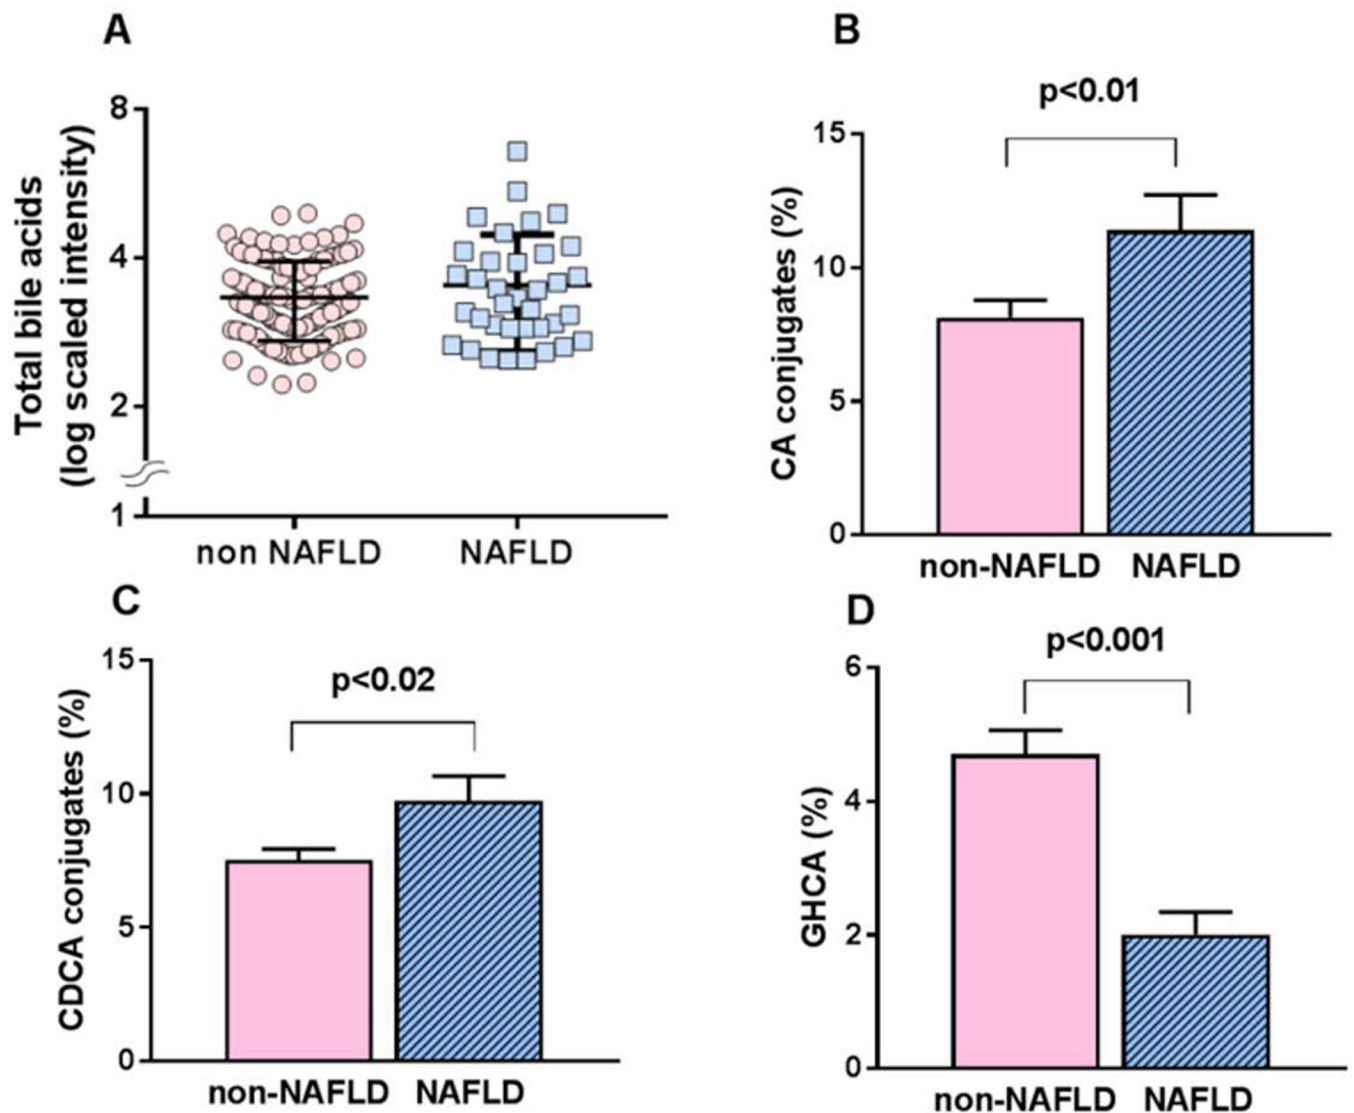 A
Total bile acids
(log scaled intensity)
8
4
2
1
non NAFLD
NAFLD
B
p<0.01
CA conjugates (%)
15
10
5
0
non-NAFLD
NAFLD
C
p<0.02
CDCA conjugates (%)
15
10
5
0
non-NAFLD
NAFLD
D
p<0.001
GHCA (%)
6
4
2
0
non-NAFLD
NAFLD